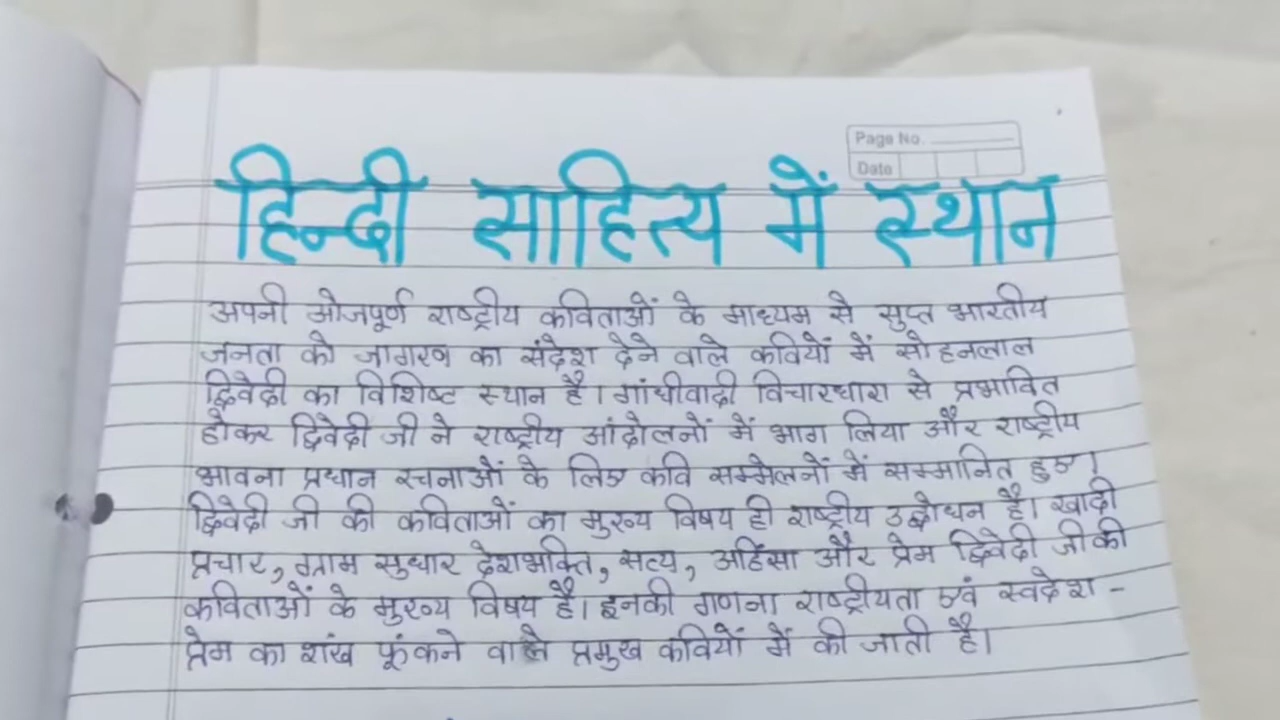 Page No.
Date
हिन्दी साहित्य में स्थान
अपनी ओजपूर्ण राष्ट्रीय कविताओं के माध्यम से सुप्त भारतीय
जनता को जागरण का संदेश देने वाले कवियों में सोहनलाल
द्विवेदी का विशिष्ट स्थान है। गांधीवादी विचारधारा से प्रभावित
होकर द्विवेदी जी ने राष्ट्रीय आंदोलनों में भाग लिया और राष्ट्रीय
भावना प्रधान रचनाओं के लिए कवि सम्मेलनों में सम्मानित हुए।
द्विवेदी जी की कविताओं का मुख्य विषय ही राष्ट्रीय उद्बोधन है। खादी
प्रचार, ग्राम सुधार देशभक्ति, सत्य, अहिंसा और प्रेम द्विवेदी जी की
कविताओं के मुख्य विषय है। इनकी गणना राष्ट्रीयता एवं स्वदेश -
प्रेम का शंख फूंकने वाले प्रमुख कवियों में की जाती है।